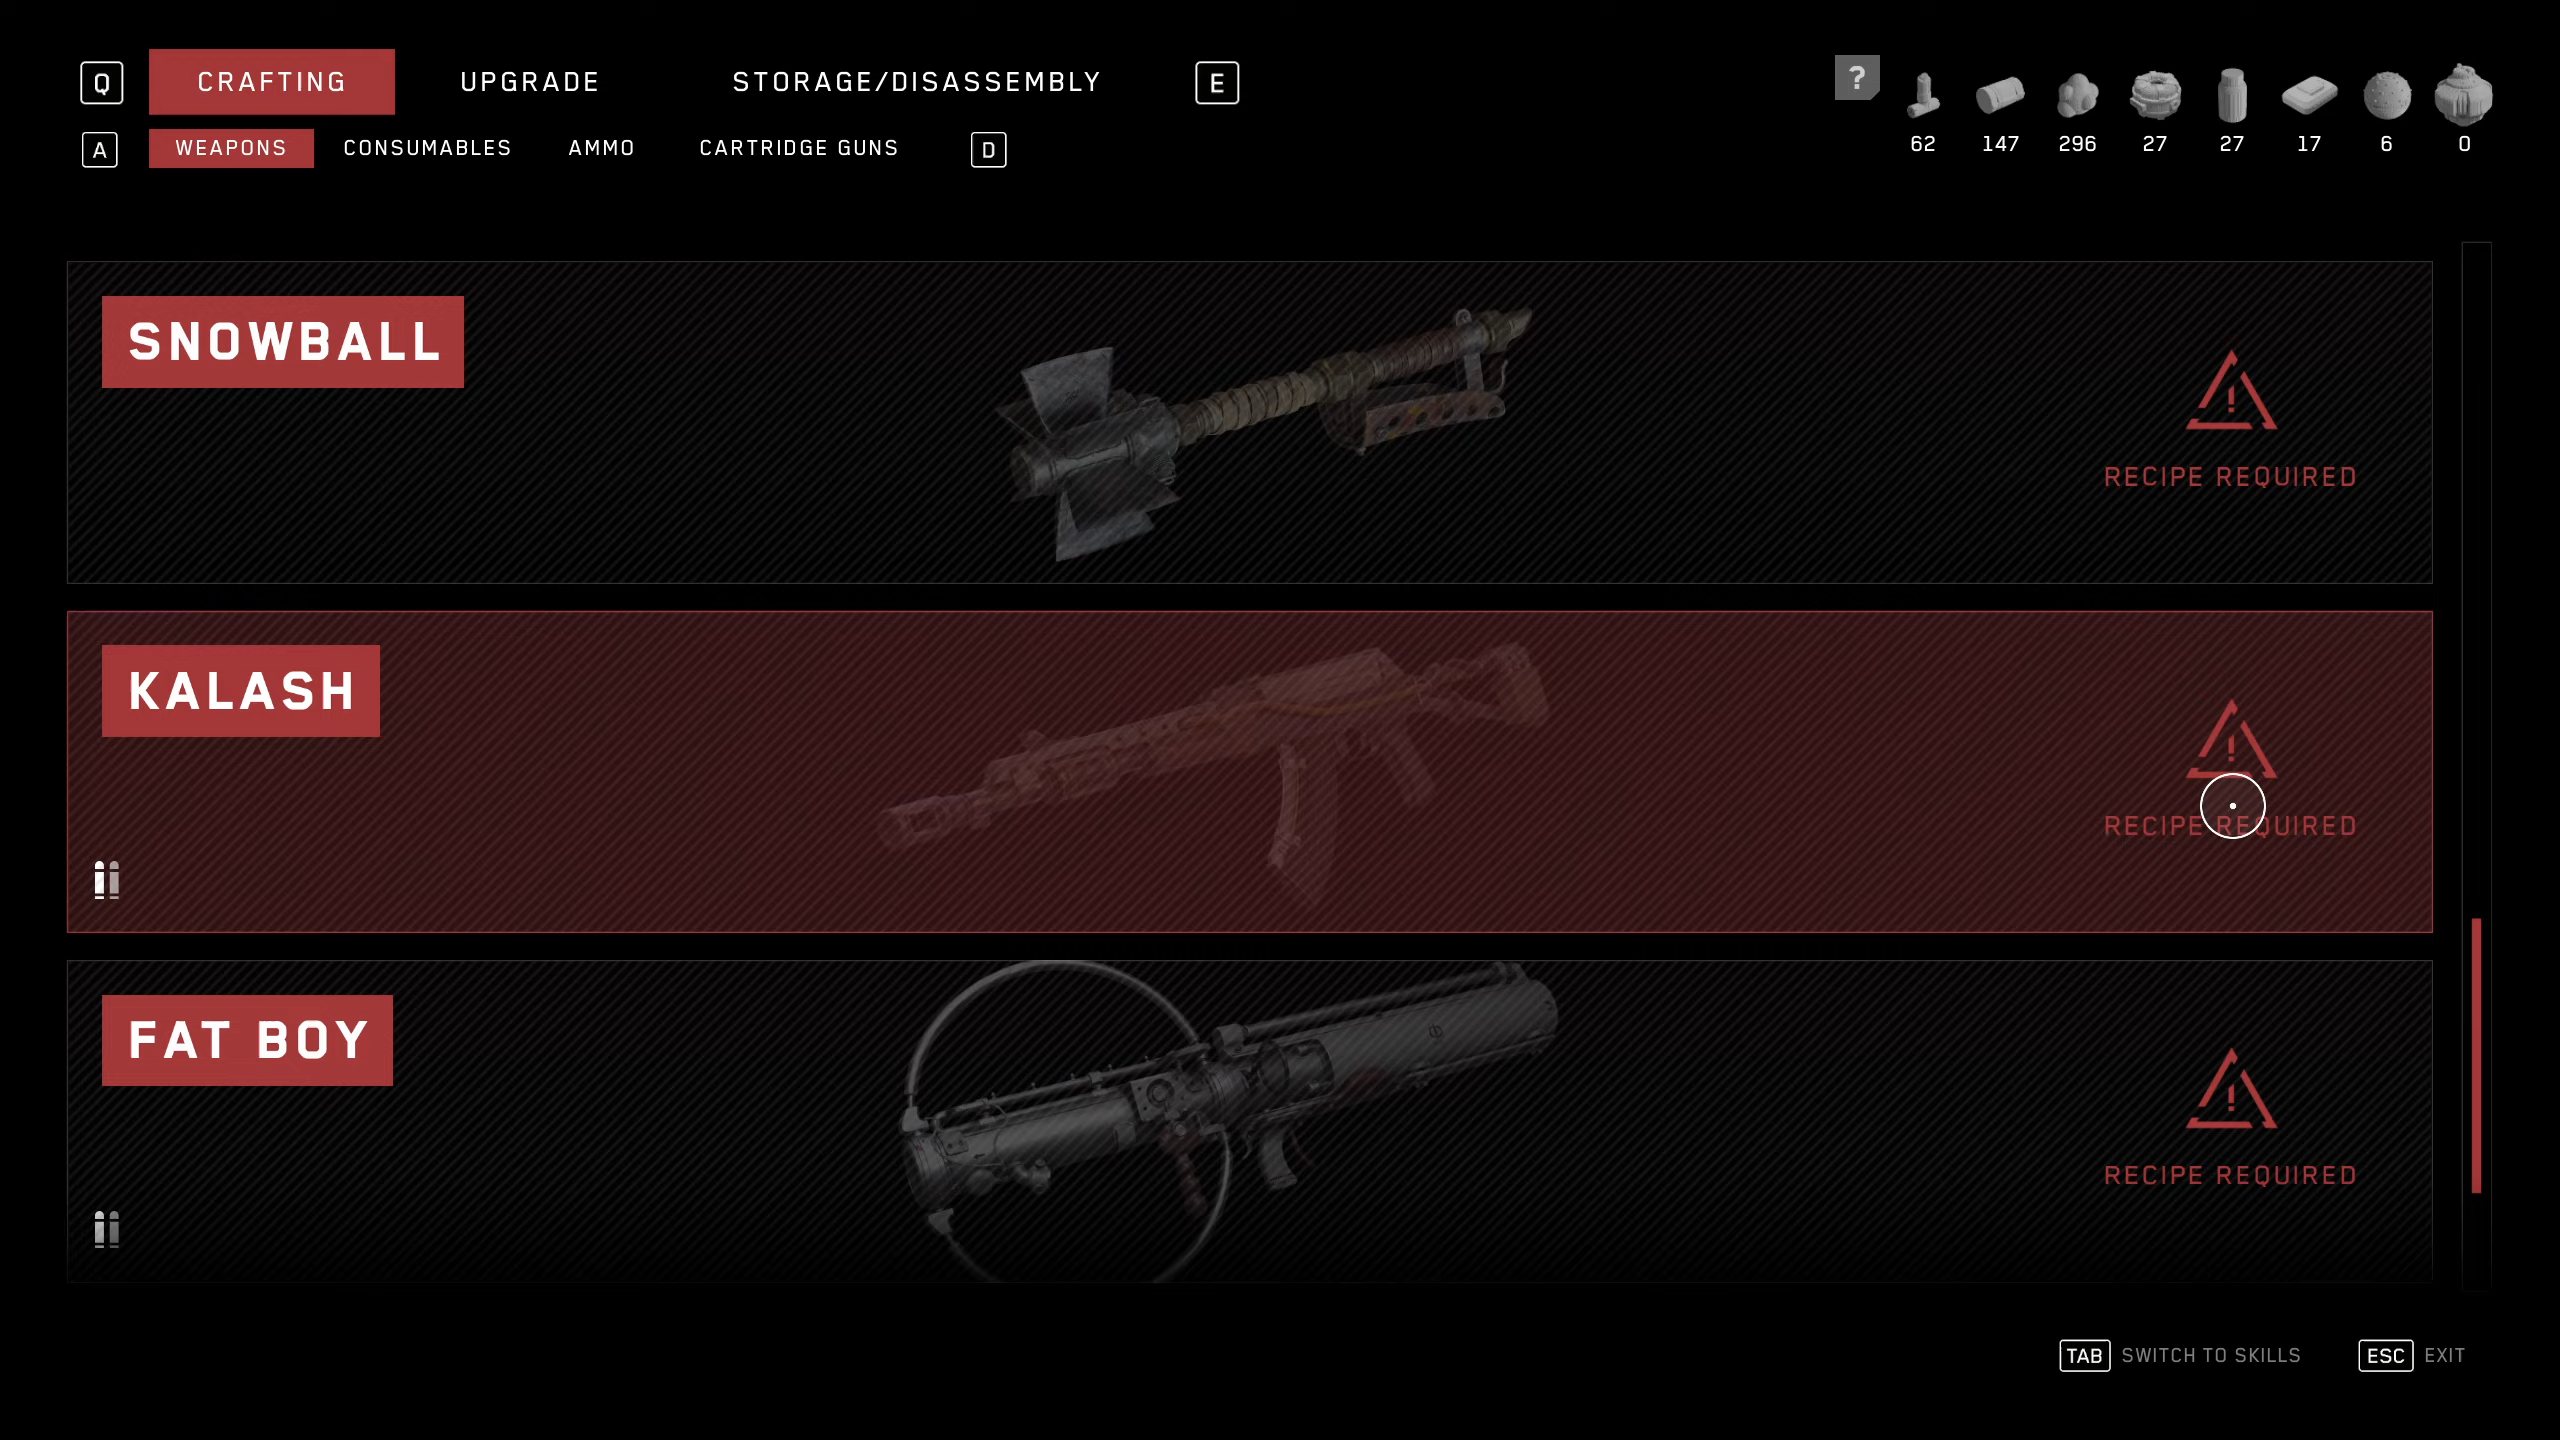 Q CRAFTING UPGRADE STORAGE/DISASSEMBLY E
?
A WEAPONS CONSUMABLES AMMO CARTRIDGE GUNS D
62 147 296 27 27 17 6 0
SNOWBALL
RECIPE REQUIRED
KALASH
RECIPE REQUIRED
FAT BOY
RECIPE REQUIRED
TAB SWITCH TO SKILLS ESC EXIT